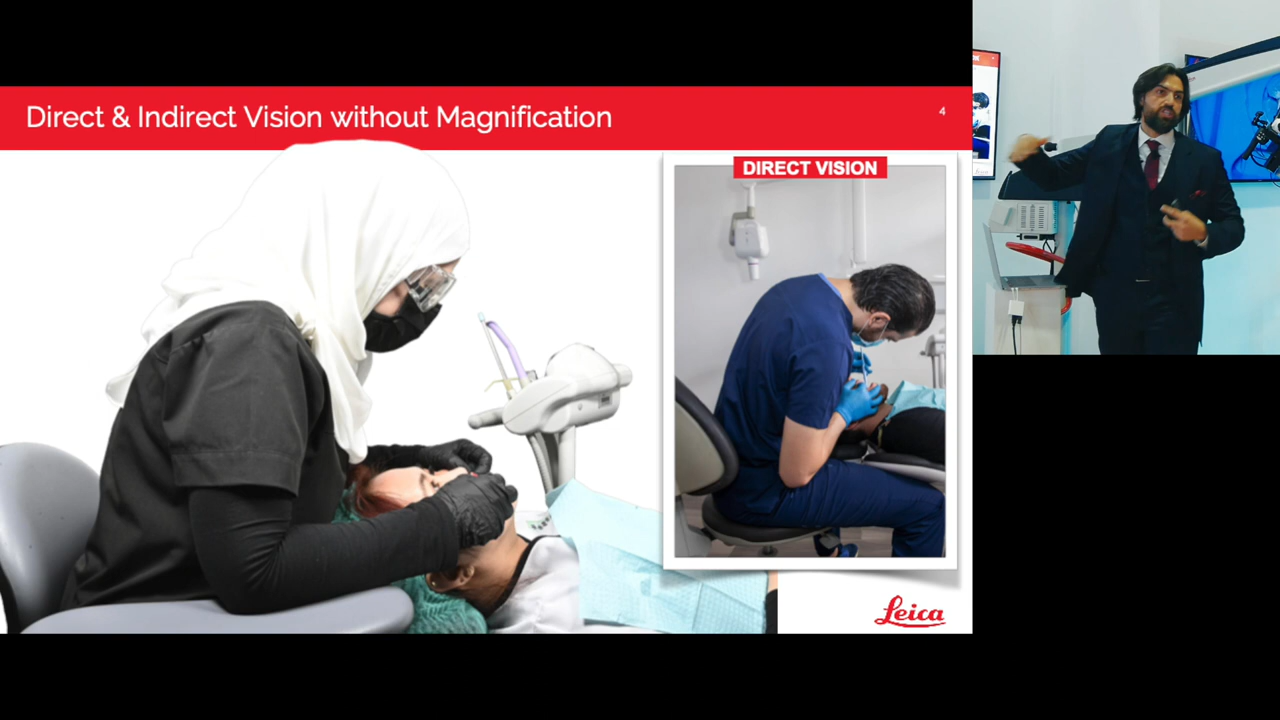 Direct & Indirect Vision without Magnification
4
DIRECT VISION
Leica